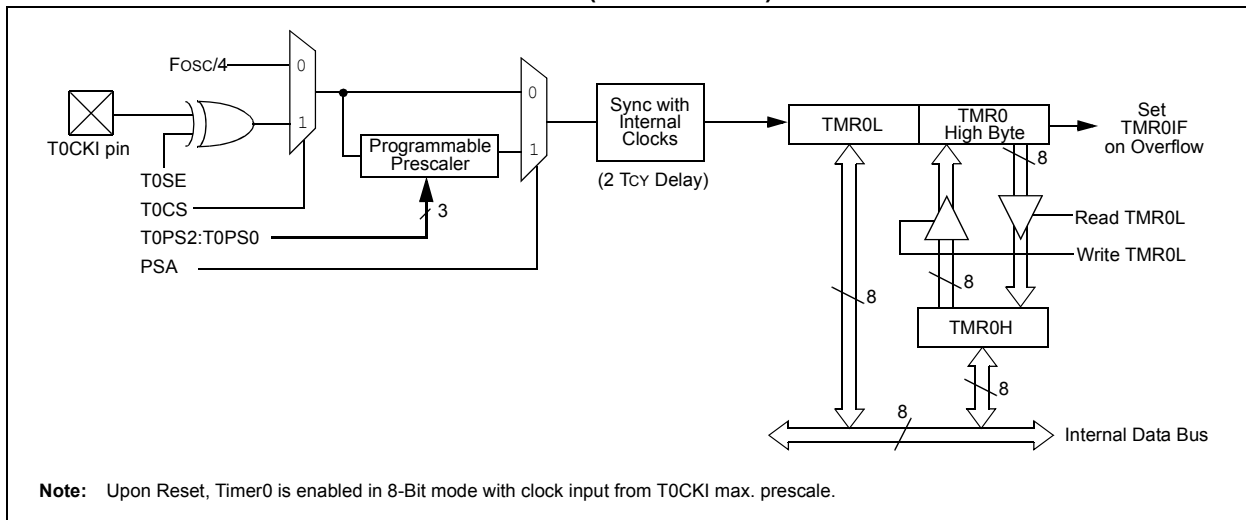 Fosc/4
0
1
T0CKI pin
T0SE
T0CS
T0PS2:T0PS0
PSA
Programmable
Prescaler
3
0
1
Sync with
Internal
Clocks
(2 TCY Delay)
TMR0L
TMR0
High Byte
Set
TMR0IF
on Overflow
8
Read TMR0L
Write TMR0L
8
8
TMR0H
8
8
Internal Data Bus
Note: Upon Reset, Timer0 is enabled in 8-Bit mode with clock input from T0CKI max. prescale.